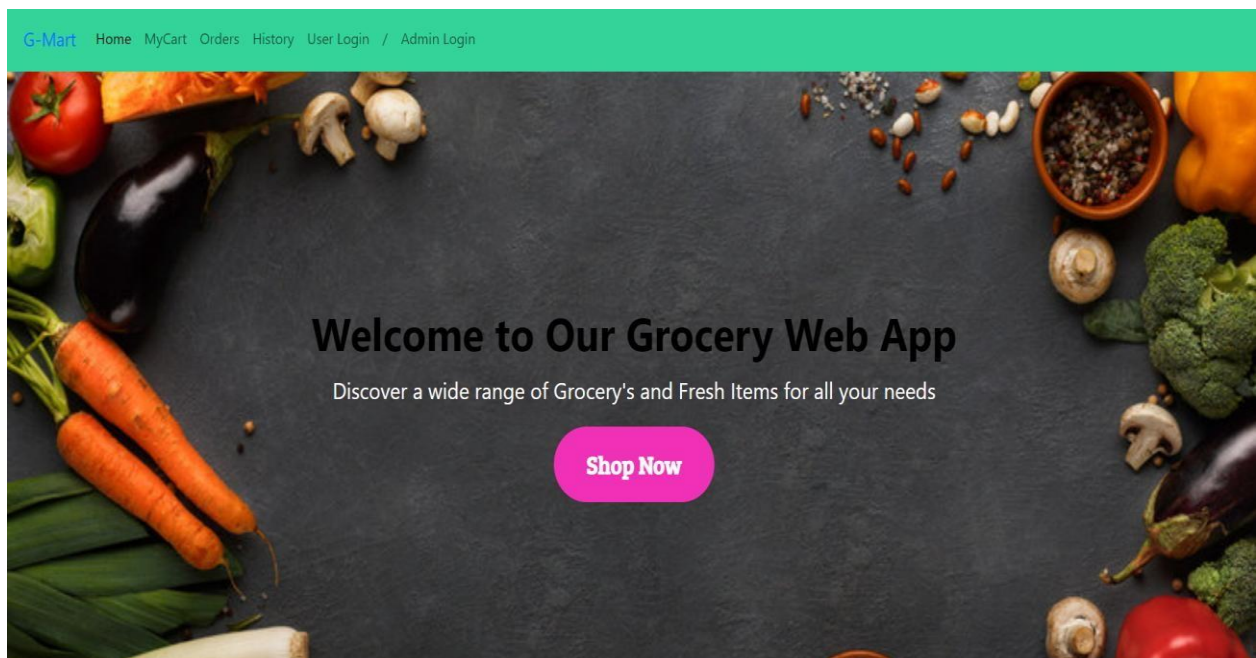 G-Mart Home MyCart Orders History User Login / Admin Login
Welcome to Our Grocery Web App
Discover a wide range of Grocery's and Fresh Items for all your needs
Shop Now